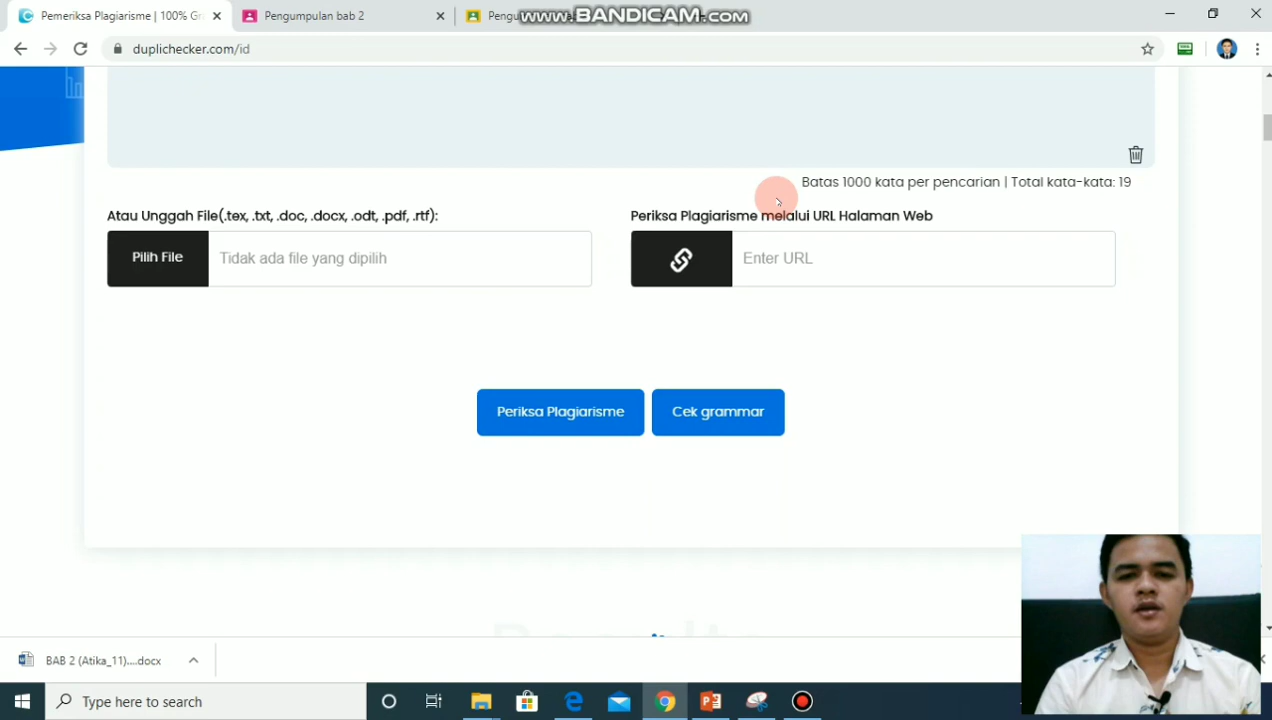 Pemeriksa Plagiarisme | 100% Gr
Pengumpulan bab 2
Pengu
www.BANDICAM.com
duplichecker.com/id
Batas 1000 kata per pencarian | Total kata-kata: 19
Atau Unggah File(.tex, .txt, .doc, .docx, .odt, .pdf, .rtf):
Periksa Plagiarisme melalui URL Halaman Web
Pilih File
Tidak ada file yang dipilih
Enter URL
Periksa Plagiarisme
Cek grammar
BAB 2 (Atika_11)....docx
Type here to search